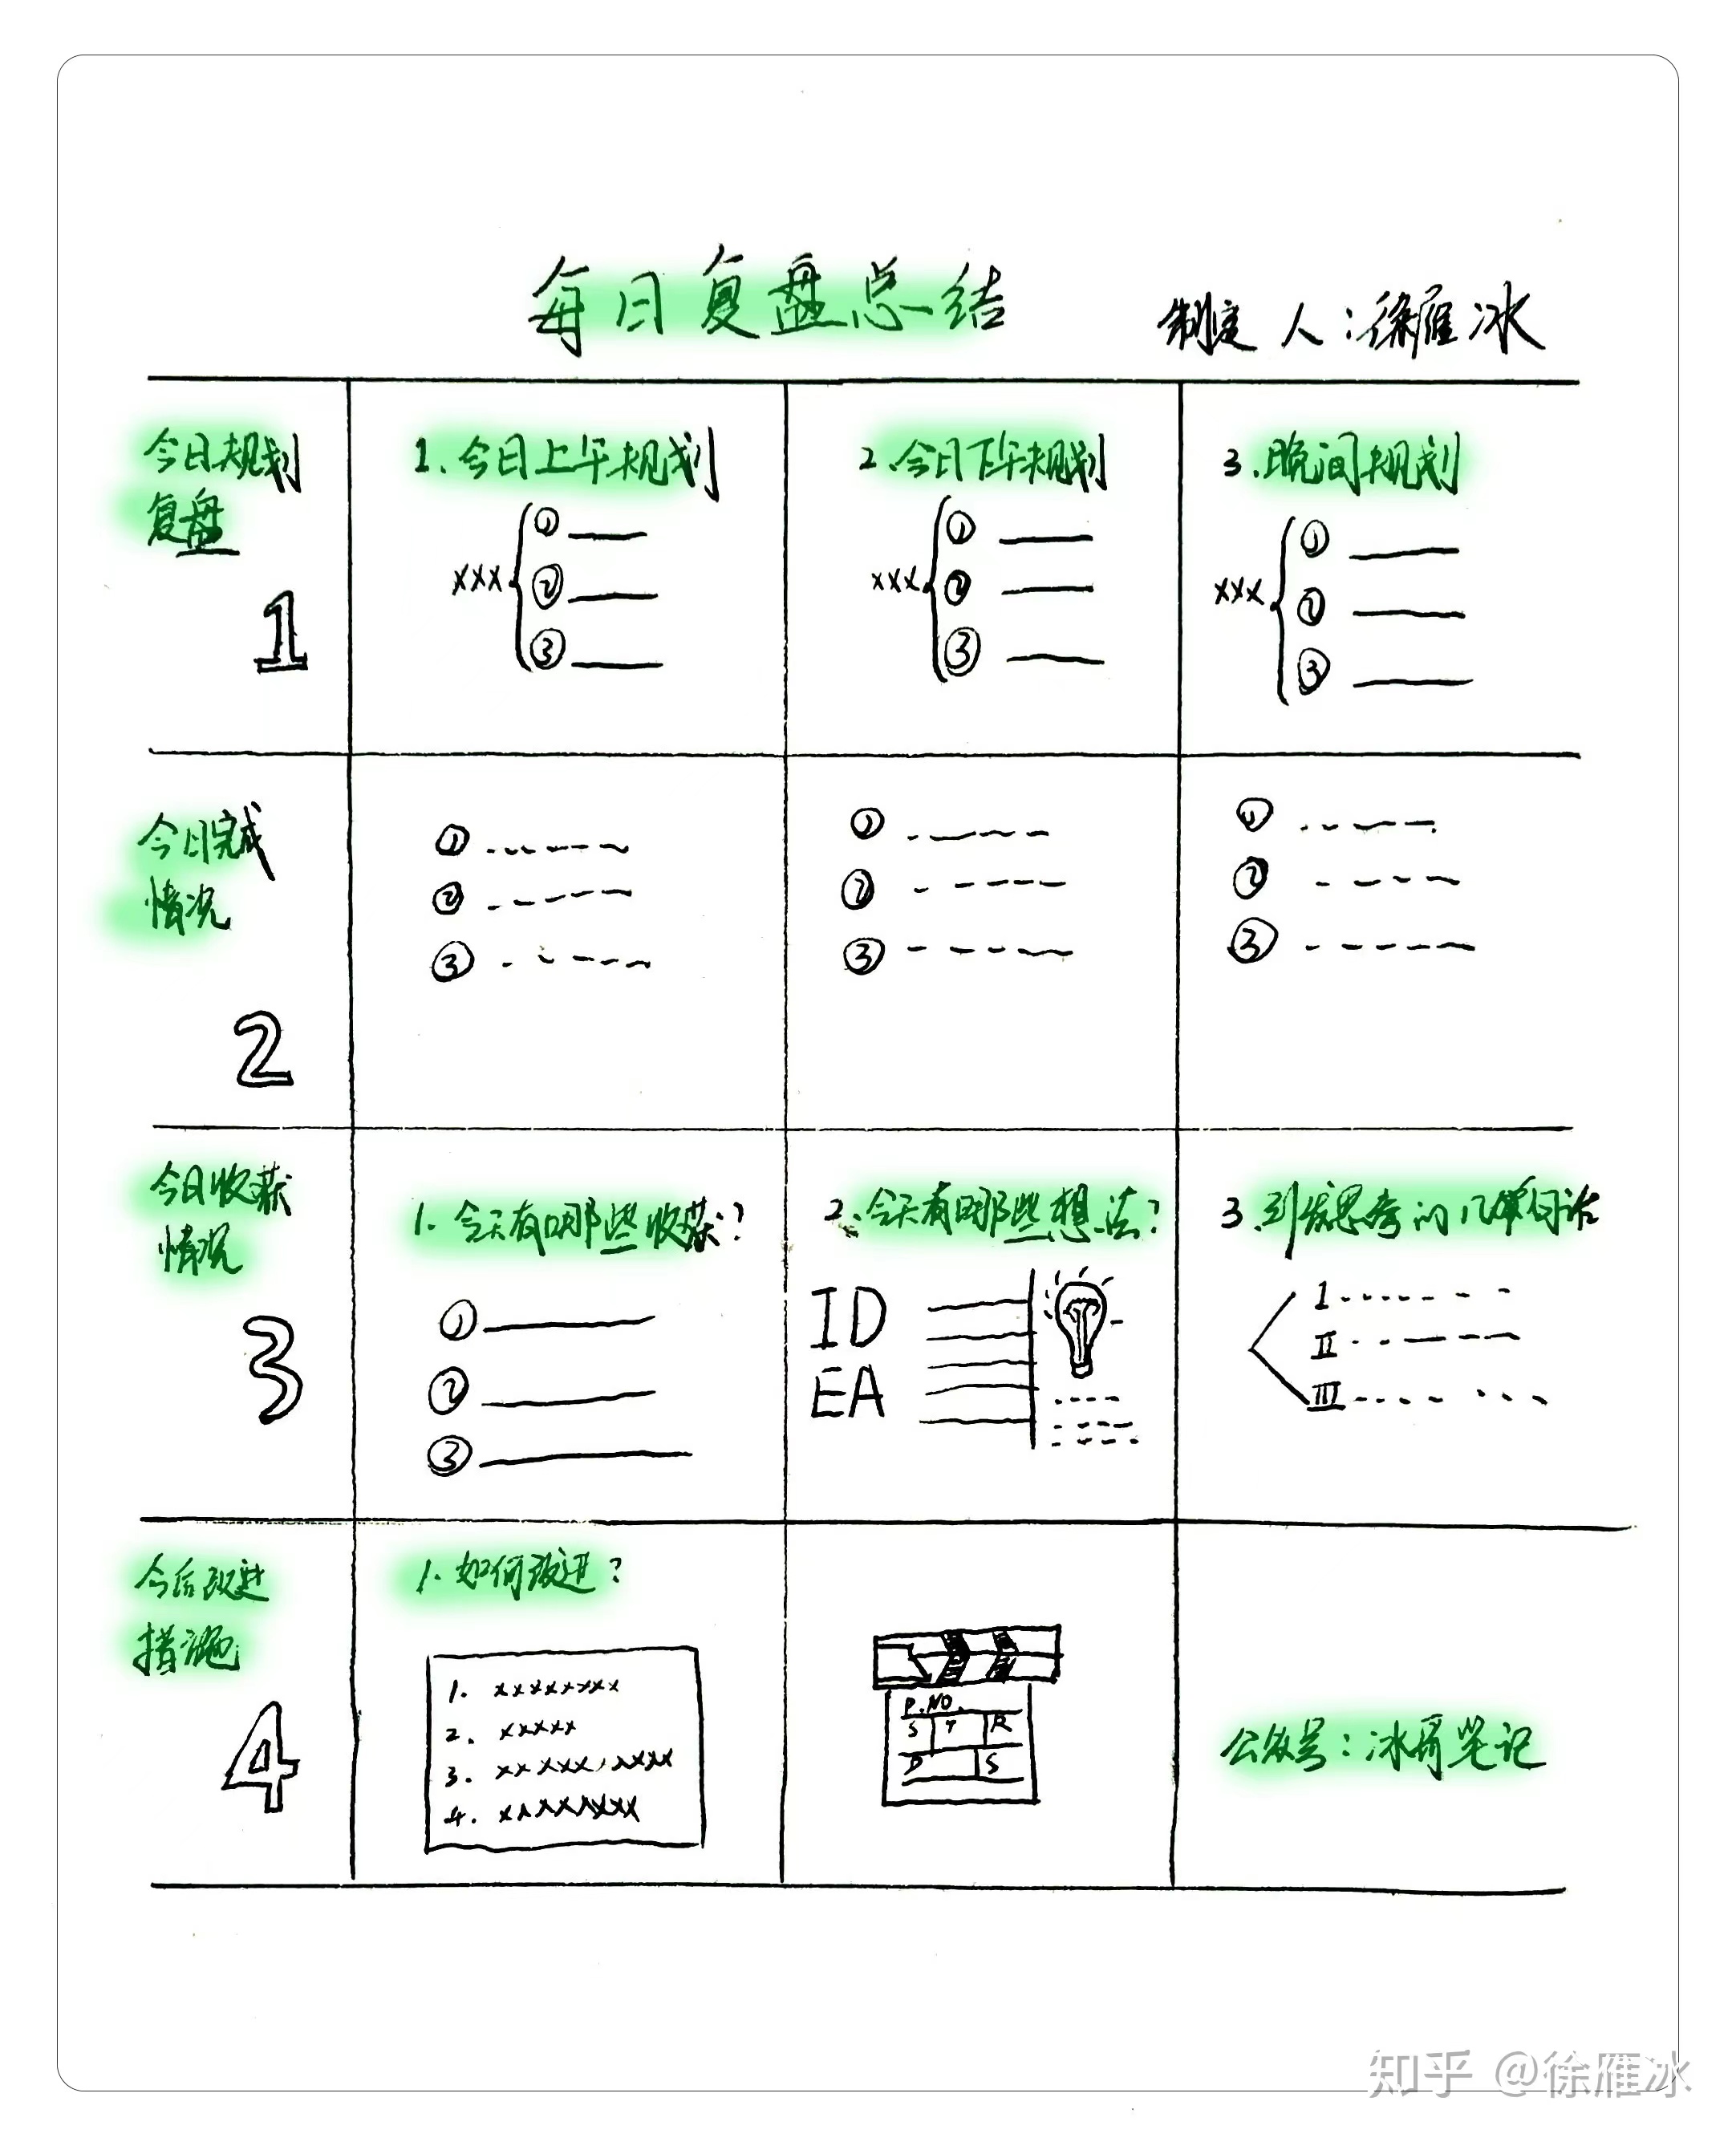 每日复盘总结
制定人：徐雁冰
今日规划
复盘
1
1.今日上午规划
xxx
① 
② 
③ 
2.今日下午规划
xxx
① 
② 
③ 
3.晚间规划
xxx
① 
② 
③ 
今日完成
情况
2
① 
② 
③ 
① 
② 
③ 
① 
② 
③ 
今日收获
情况
3
1.今天有哪些收获?
① 
② 
③ 
2.今天有哪些想法?
ID
EA
3.引发思考的几句话
I
II
III
今后改进
措施
4
1.如何改进?
1. xxxxxxxx
2. xxxxx
3. xxxxx,xxxx
4. xxxxxxx
P.NO.
S T R
D S
公众号：冰哥笔记
知乎 @徐雁冰